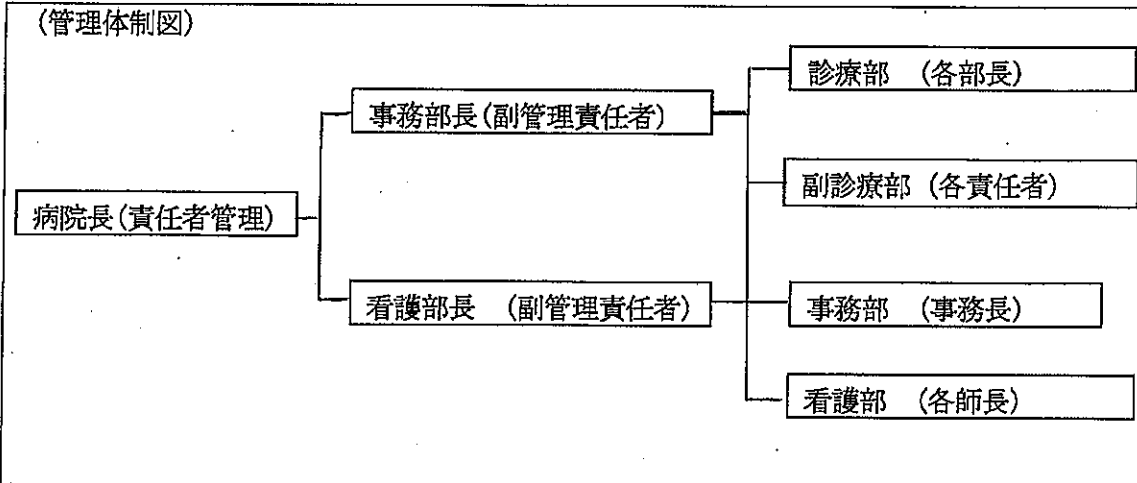 (管理体制図)
診療部 (各部長)
事務部長(副管理責任者)
副診療部 (各責任者)
病院長(責任者管理)
看護部長 (副管理責任者)
事務部 (事務長)
看護部 (各師長)